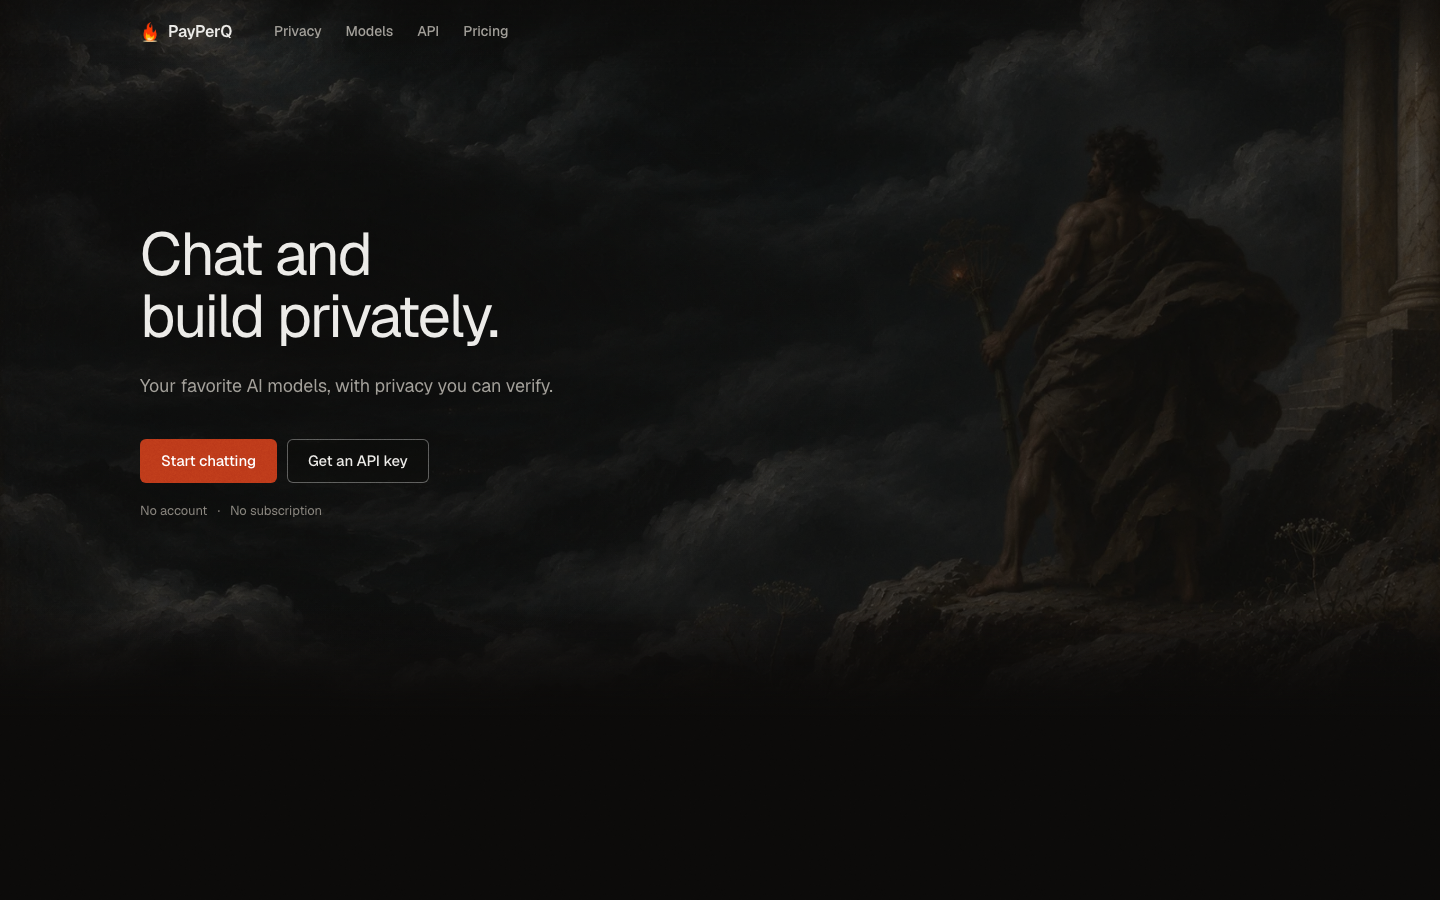 PayPerQ
Privacy
Models
API
Pricing
Chat and
build privately.
Your favorite AI models, with privacy you can verify.
Start chatting
Get an API key
No account · No subscription